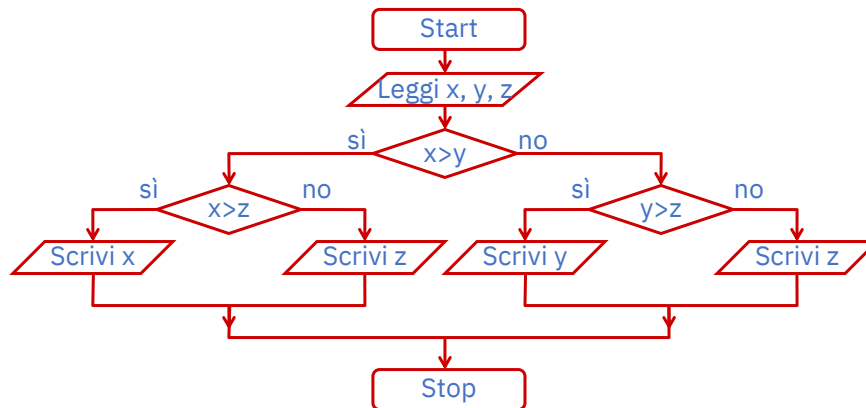 Start
Leggi x, y, z
sì
x>y
no
sì
x>z
no
sì
y>z
no
Scrivi x
Scrivi z
Scrivi y
Scrivi z
Stop